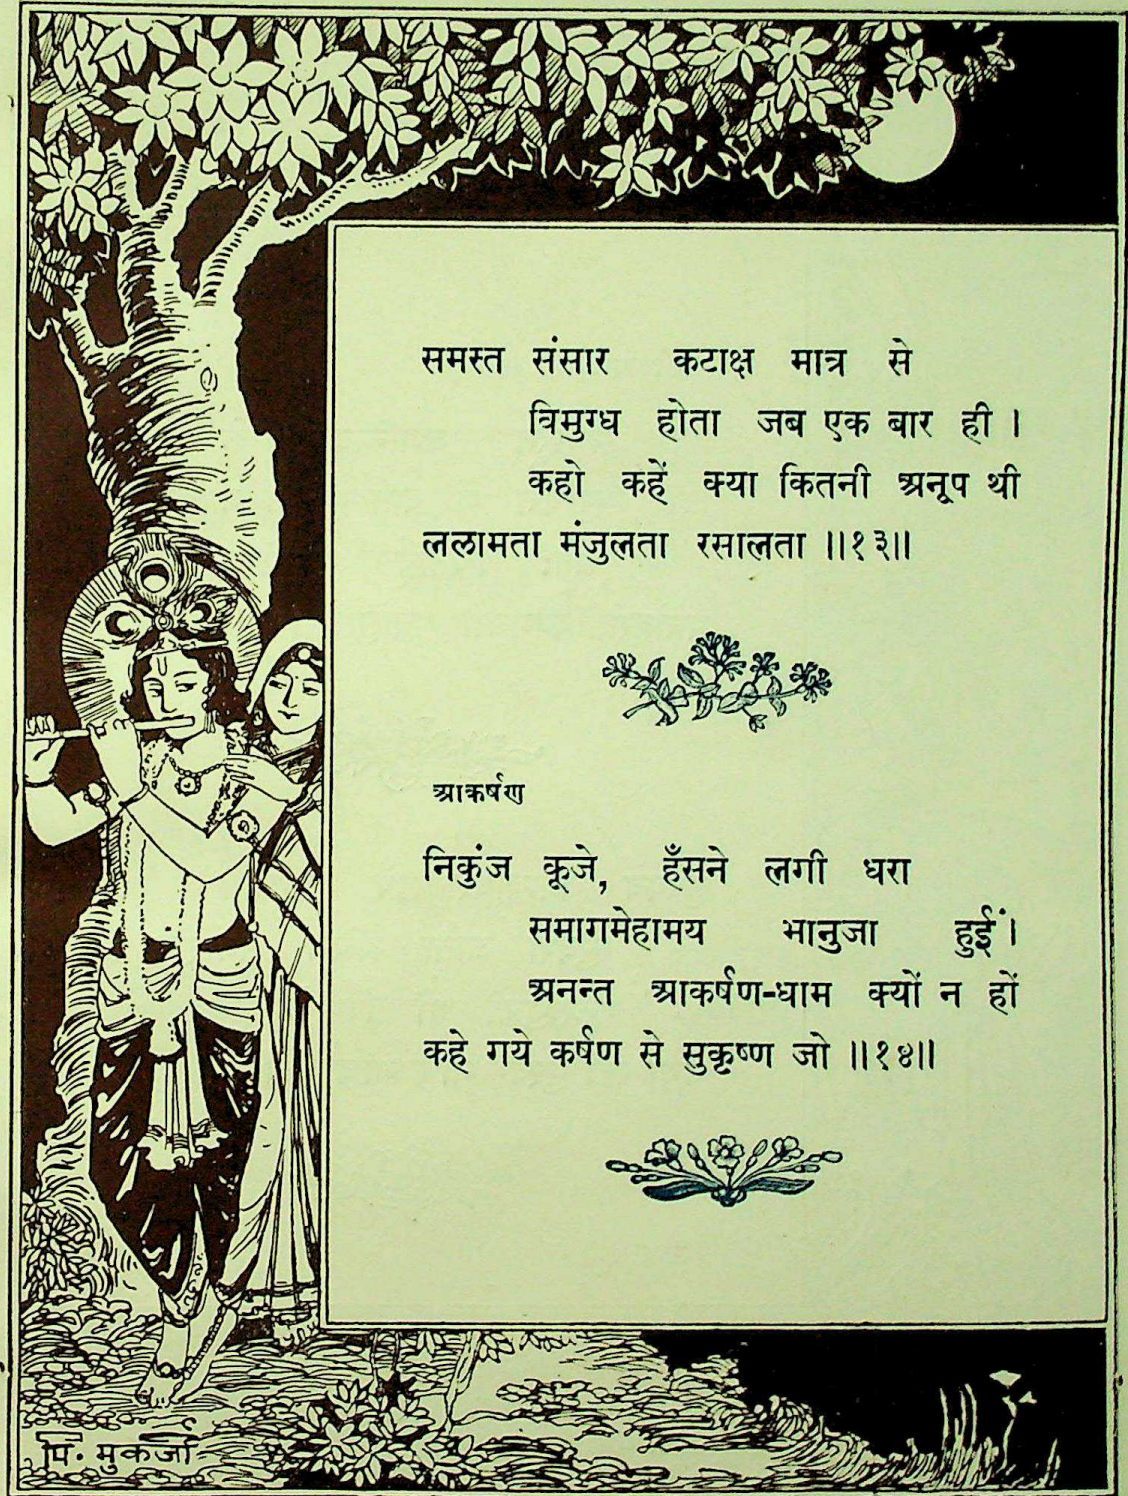 समस्त संसार कटाक्ष मात्र से
विमुग्ध होता जब एक बार ही ।
कहो कहें क्या कितनी अनूप थी
ललामता मंजुलता रसालता ॥१३॥
आकर्षण
निकुंज कूजे, हँसने लगी धरा
समागमेहामय भानुजा हुईं ।
अनन्त आकर्षण-धाम क्यों न हों
कहे गये कर्षण से सुकृष्ण जो ॥१४॥
पि. मुकर्जी